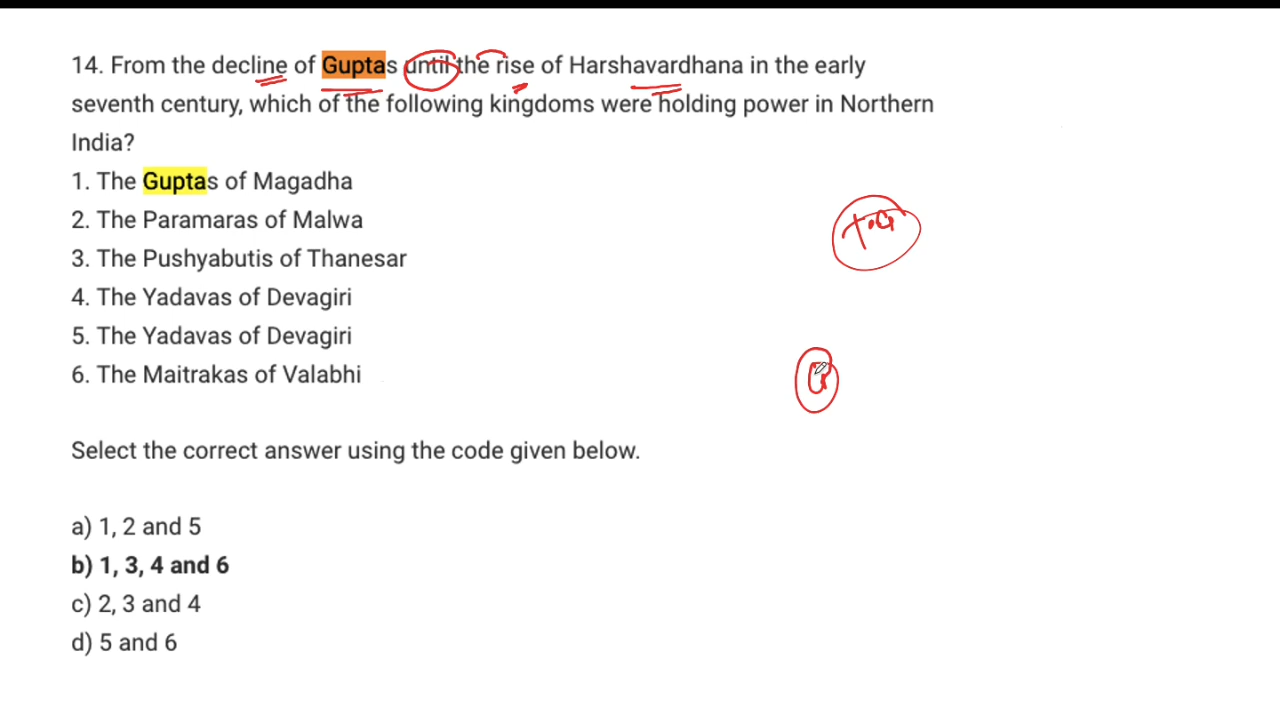 14. From the decline of Guptas until the rise of Harshavardhana in the early
seventh century, which of the following kingdoms were holding power in Northern
India?
1. The Guptas of Magadha
2. The Paramaras of Malwa
3. The Pushyabutis of Thanesar
4. The Yadavas of Devagiri
5. The Yadavas of Devagiri
6. The Maitrakas of Valabhi
Select the correct answer using the code given below.
a) 1, 2 and 5
b) 1, 3, 4 and 6
c) 2, 3 and 4
d) 5 and 6